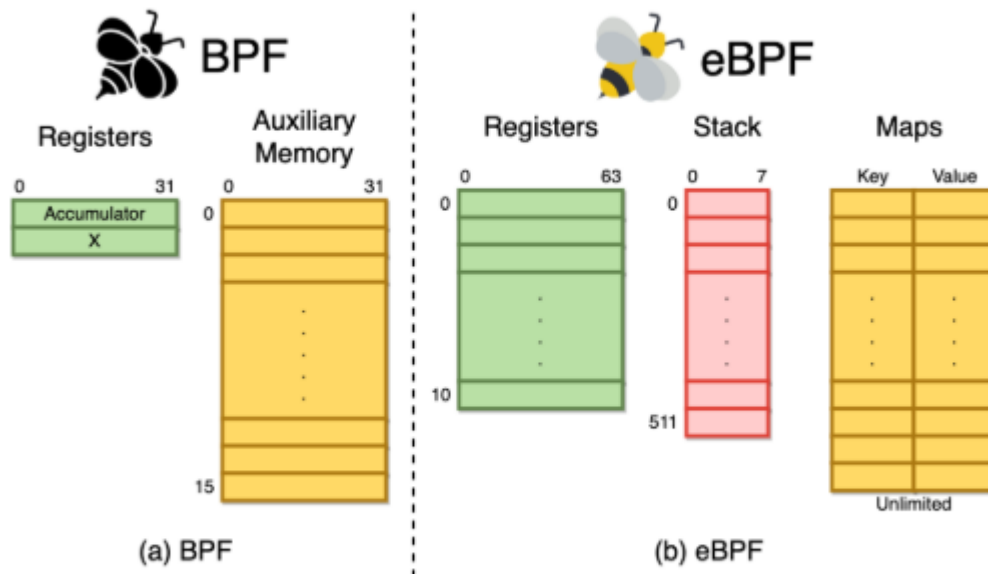 BPF
Registers
Auxiliary
Memory
0 31
Accumulator
X
0 31
0
15
(a) BPF
eBPF
Registers
Stack
Maps
0 63
0
10
0 7
0
511
Key Value
Unlimited
(b) eBPF